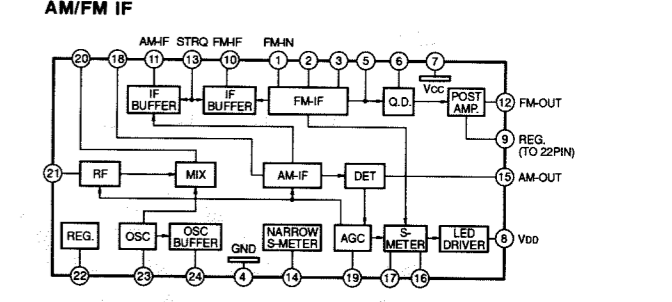 AM/FM IF
AM-IF STRQ FM-IF FM-IN
20 18 11 13 10 1 2 3 5 6 7
VCC
IF BUFFER
IF BUFFER
FM-IF
Q.D.
POST AMP.
12 FM-OUT
9 REG.
(TO 22PIN)
21
RF
MIX
AM-IF
DET
15 AM-OUT
REG.
OSC
OSC BUFFER
GND
NARROW S-METER
AGC
S-METER
LED DRIVER
8 VDD
22 23 24 4 14 19 17 16